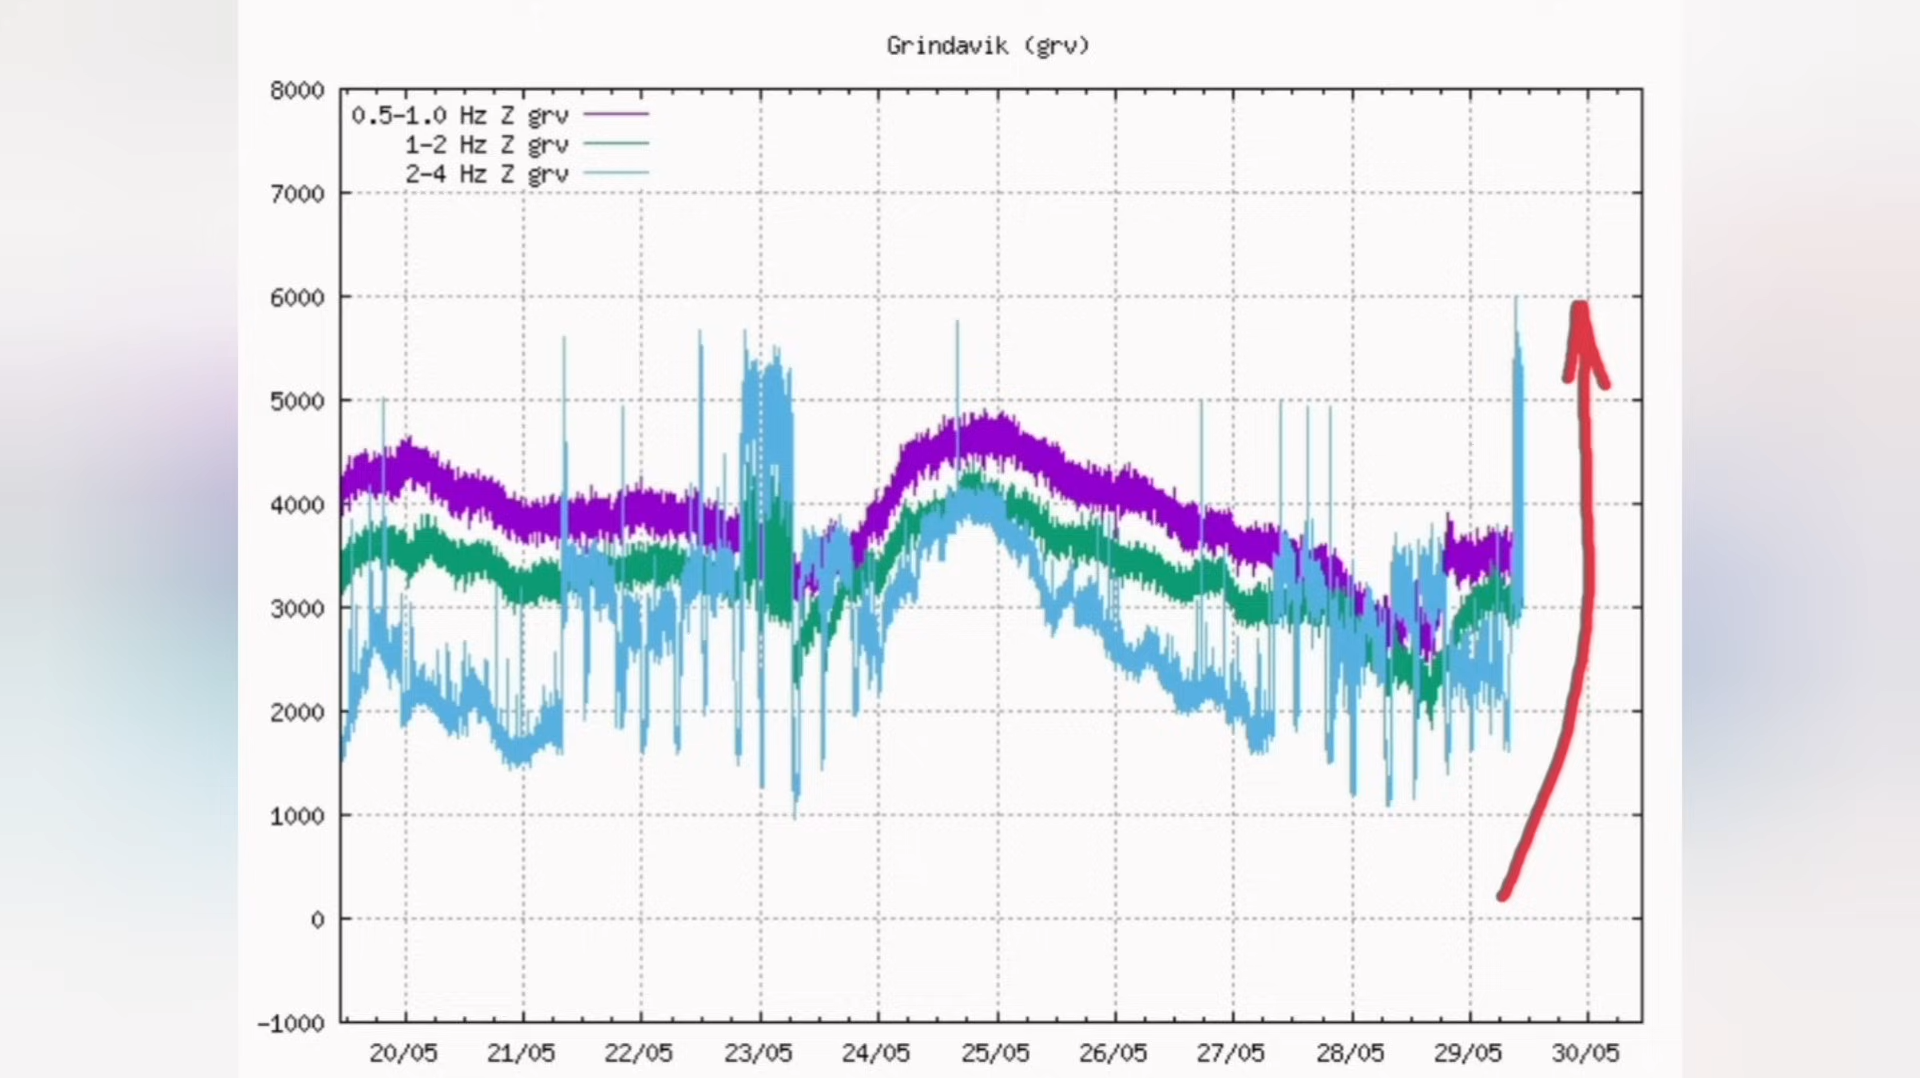 Grindavik (grv)
8000
0.5-1.0 Hz Z grv
1-2 Hz Z grv
2-4 Hz Z grv
7000
6000
5000
4000
3000
2000
1000
0
-1000
20/05 21/05 22/05 23/05 24/05 25/05 26/05 27/05 28/05 29/05 30/05